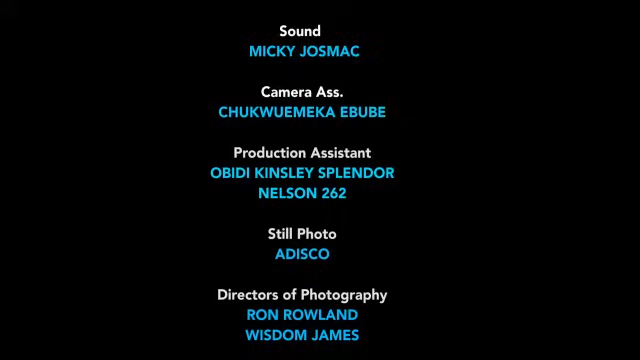 Sound
MICKY JOSMAC
Camera Ass.
CHUKWUEMEKA EBUBE
Production Assistant
OBIDI KINSLEY SPLENDOR
NELSON 262
Still Photo
ADISCO
Directors of Photography
RON ROWLAND
WISDOM JAMES